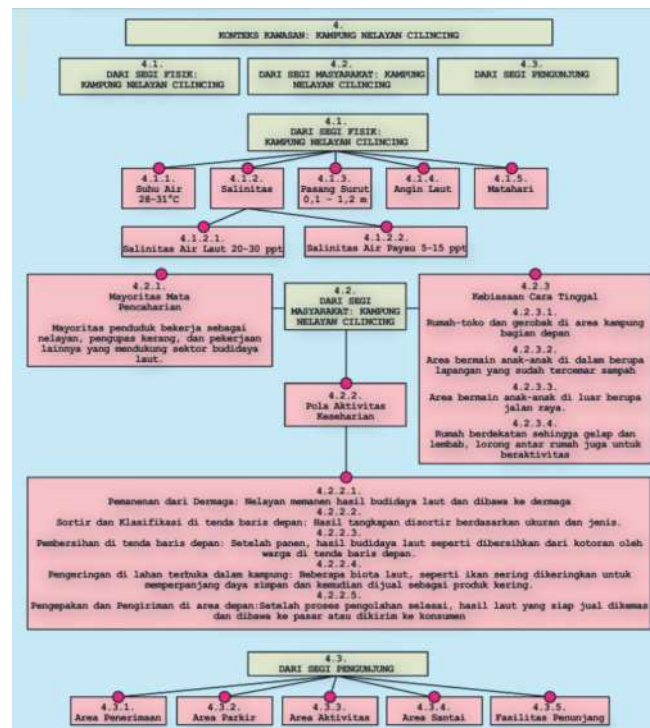 4.
KONTEKS KAWASAN: KAMPUNG NELAYAN CILINCING
4.1.
DARI SEGI FISIK:
KAMPUNG NELAYAN CILINCING
4.2.
DARI SEGI MASYARAKAT: KAMPUNG
NELAYAN CILINCING
4.3.
DARI SEGI PENGUNJUNG
4.1.
DARI SEGI FISIK:
KAMPUNG NELAYAN CILINCING
4.1.1.
Suhu Air
28-31°C
4.1.2.
Salinitas
4.1.3.
Pasang Surut
0,1 - 1,2 m
4.1.4.
Angin Laut
4.1.5.
Matahari
4.1.2.1.
Salinitas Air Laut 20-30 ppt
4.1.2.2.
Salinitas Air Payau 5-15 ppt
4.2.1.
Mayoritas Mata
Pencaharian
Mayoritas penduduk bekerja sebagai
nelayan, pengupas kerang, dan pekerjaan
lainnya yang mendukung sektor budidaya
laut.
4.2.
DARI SEGI
MASYARAKAT: KAMPUNG
NELAYAN CILINCING
4.2.3
Kebiasaan Cara Tinggal
4.2.3.1.
Rumah-toko dan gerobak di area kampung
bagian depan
4.2.3.2.
Area bermain anak-anak di dalam berupa
lapangan yang sudah tercemar sampah
4.2.3.3.
Area bermain anak-anak di luar berupa
jalan raya.
4.2.3.4.
Rumah berdekatan sehingga gelap dan
lembab, lorong antar rumah juga untuk
beraktivitas
4.2.2.
Pola Aktivitas
Keseharian
4.2.2.1.
Pemanenan dari Dermaga: Nelayan memanen hasil budidaya laut dan dibawa ke dermaga
4.2.2.2.
Sortir dan Klasifikasi di tenda baris depan: Hasil tangkapan disortir berdasarkan ukuran dan jenis.
4.2.2.3.
Pembersihan di tenda baris depan: Setelah panen, hasil budidaya laut seperti dibersihkan dari kotoran oleh
warga di tenda baris depan.
4.2.2.4.
Pengeringan di lahan terbuka dalam kampung: Beberapa biota laut, seperti ikan sering dikeringkan untuk
memperpanjang daya simpan dan kemudian dijual sebagai produk kering.
4.2.2.5.
Pengepakan dan Pengiriman di area depan:Setelah proses pengolahan selesai, hasil laut yang siap jual dikemas
dan dibawa ke pasar atau dikirim ke konsumen
4.3.
DARI SEGI PENGUNJUNG
4.3.1.
Area Penerimaan
4.3.2.
Area Parkir
4.3.3.
Area Aktivitas
4.3.4.
Area Santai
4.3.5.
Fasilitas Penunjang